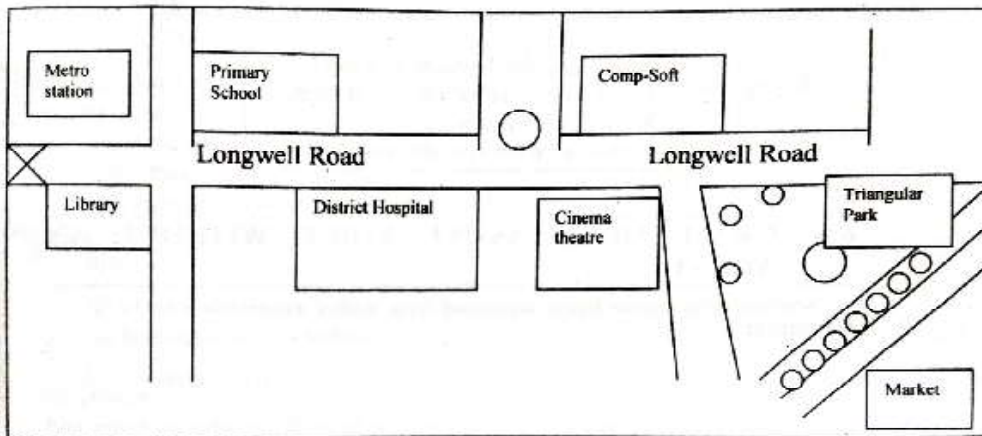 Metro
station
Primary
School
Comp-Soft
Longwell Road
Longwell Road
Library
District Hospital
Cinema
theatre
Triangular
Park
Market